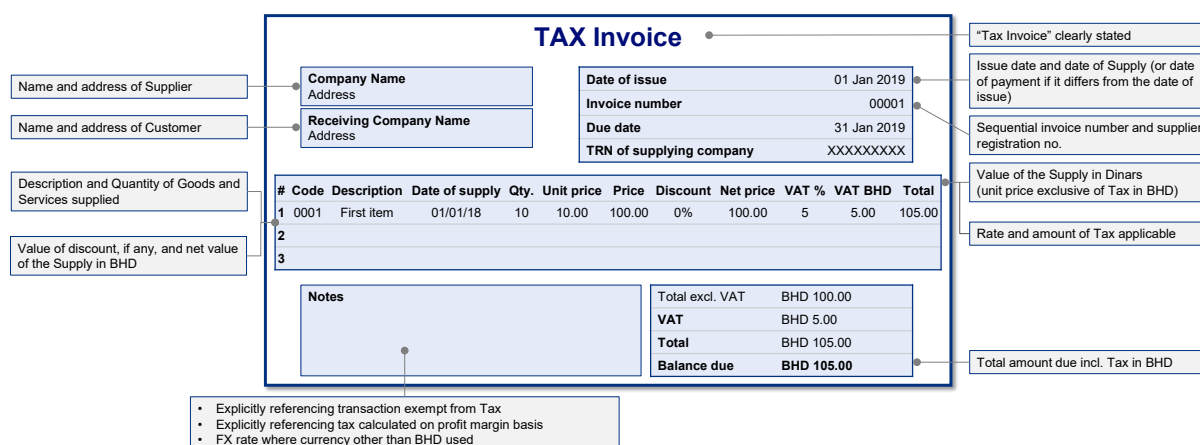 TAX Invoice
"Tax Invoice" clearly stated
Name and address of Supplier
Company Name
Address
Date of issue 01 Jan 2019
Issue date and date of Supply (or date
of payment if it differs from the date of
issue)
Name and address of Customer
Receiving Company Name
Address
Invoice number 00001
Due date 31 Jan 2019
TRN of supplying company XXXXXXXXX
Sequential invoice number and supplier
registration no.
Description and Quantity of Goods and
Services supplied
Value of discount, if any, and net value
of the Supply in BHD
# Code Description Date of supply Qty. Unit price Price Discount Net price VAT % VAT BHD Total
1 0001 First item 01/01/18 10 10.00 100.00 0% 100.00 5 5.00 105.00
2
3
Value of the Supply in Dinars
(unit price exclusive of Tax in BHD)
Rate and amount of Tax applicable
Notes
Total excl. VAT BHD 100.00
VAT BHD 5.00
Total BHD 105.00
Balance due BHD 105.00
Total amount due incl. Tax in BHD
• Explicitly referencing transaction exempt from Tax
• Explicitly referencing tax calculated on profit margin basis
• FX rate where currency other than BHD used